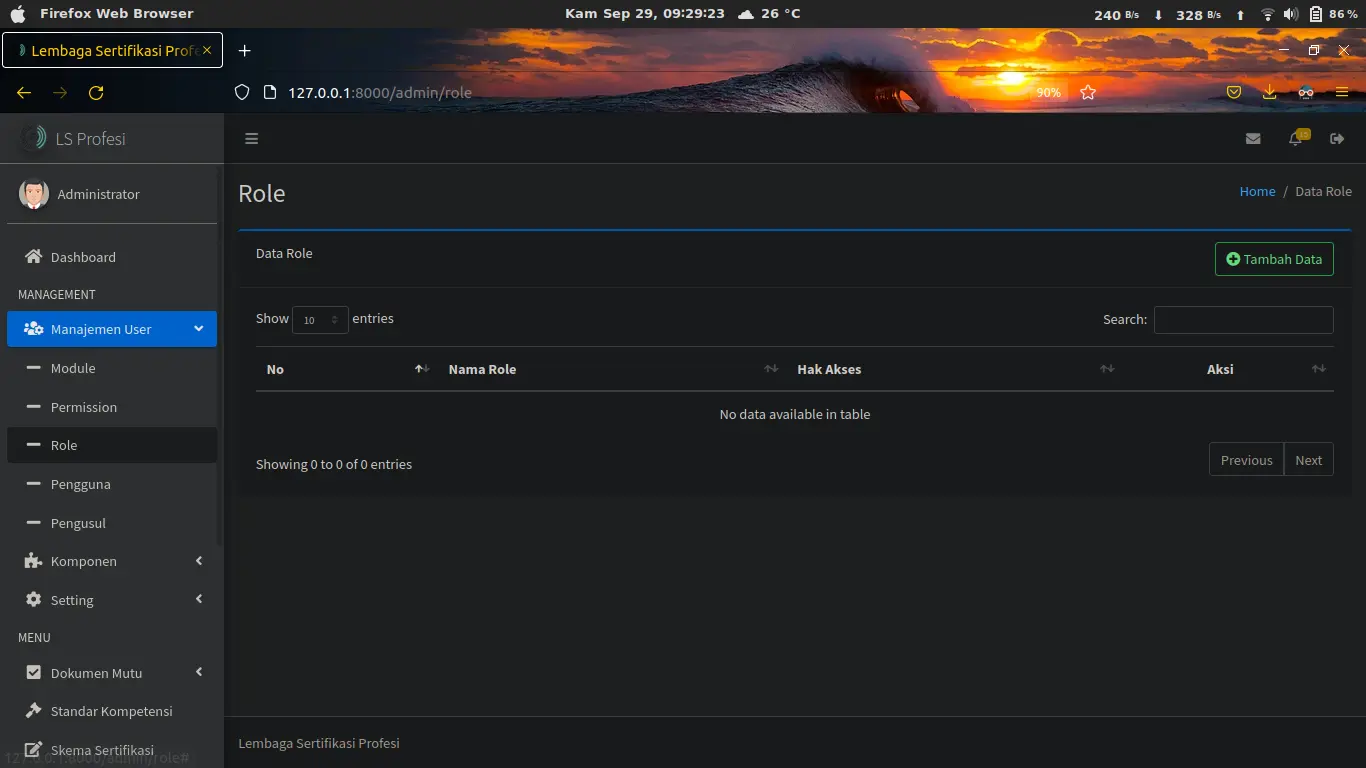 Firefox Web Browser
Kam Sep 29, 09:29:23 26 °C
240 B/s 328 B/s 86 %
Lembaga Sertifikasi Profe
127.0.0.1:8000/admin/role
90%
LS Profesi
15
Administrator
Role
Home / Data Role
Dashboard
Data Role
Tambah Data
MANAGEMENT
Manajemen User
Show 10 entries
Search:
Module
No Nama Role Hak Akses Aksi
Permission
No data available in table
Role
Showing 0 to 0 of 0 entries
Previous Next
Pengguna
Pengusul
Komponen
Setting
MENU
Dokumen Mutu
Standar Kompetensi
Skema Sertifikasi
Lembaga Sertifikasi Profesi
127.0.0.1:8000/admin/role#